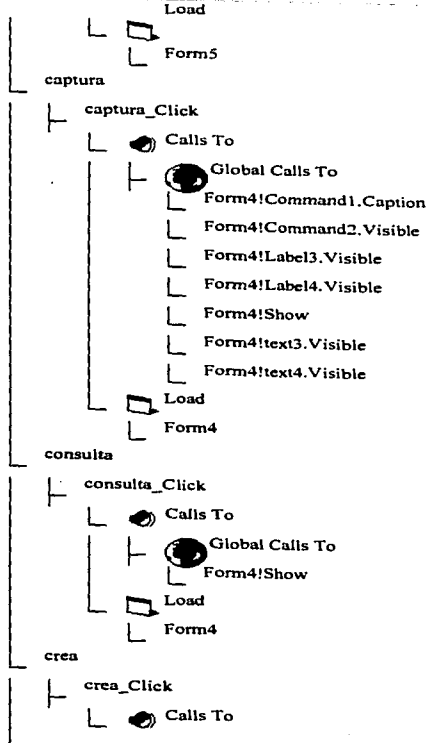 Load
Form5
captura
captura_Click
Calls To
Global Calls To
Form4!Command1.Caption
Form4!Command2.Visible
Form4!Label3.Visible
Form4!Label4.Visible
Form4!Show
Form4!text3.Visible
Form4!text4.Visible
Load
Form4
consulta
consulta_Click
Calls To
Global Calls To
Form4!Show
Load
Form4
crea
crea_Click
Calls To